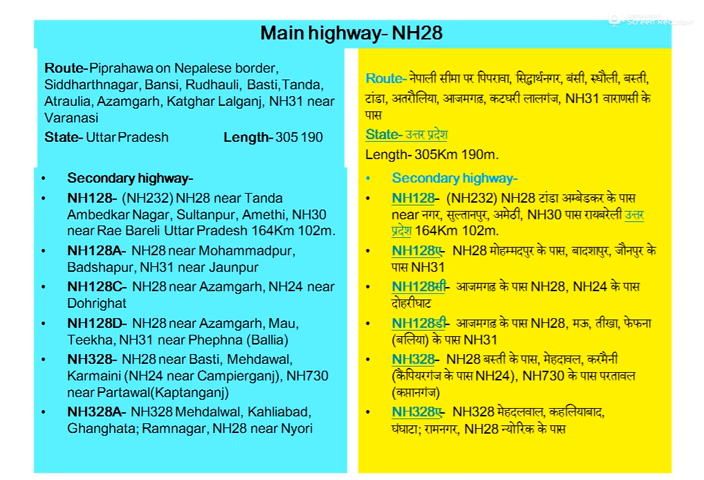 Main highway- NH28
Route-Piprahawa on Nepalese border,
Siddharthnagar, Bansi, Rudhauli, Basti,Tanda,
Atraulia, Azamgarh, Katghar Lalganj, NH31 near
Varanasi
State- Uttar Pradesh Length- 305 190
• Secondary highway-
• NH128- (NH232) NH28 near Tanda
Ambedkar Nagar, Sultanpur, Amethi, NH30
near Rae Bareli Uttar Pradesh 164Km 102m.
• NH128A- NH28 near Mohammadpur,
Badshapur, NH31 near Jaunpur
• NH128C- NH28 near Azamgarh, NH24 near
Dohrighat
• NH128D- NH28 near Azamgarh, Mau,
Teekha, NH31 near Phephna (Ballia)
• NH328- NH28 near Basti, Mehdawal,
Karmaini (NH24 near Campierganj), NH730
near Partawal(Kaptanganj)
• NH328A- NH328 Mehdalwal, Kahliabad,
Ghanghata; Ramnagar, NH28 near Nyori
Route- नेपाली सीमा पर पिपरावा, सिद्धार्थनगर, बंसी, रुधौली, बस्ती,
टांडा, अतरौलिया, आजमगढ, कटघरी लालगंज, NH31 वाराणसी के
पास
State- उत्तर प्रदेश
Length- 305Km 190m.
• Secondary highway-
• NH128- (NH232) NH28 टांडा अम्बेडकर के पास
near नगर, सुल्तानपुर, अमेठी, NH30 पास रायबरेली उत्तर
प्रदेश 164Km 102m.
• NH128ए- NH28 मोहम्मदपुर के पास, बादशापुर, जौनपुर के
पास NH31
• NH128सी- आजमगढ के पास NH28, NH24 के पास
दोहरीघाट
• NH128डी- आजमगढ के पास NH28, मऊ, तीखा, फेफना
(बलिया) के पास NH31
• NH328- NH28 बस्ती के पास, मेहदावल, करमैनी
(कैंपियरगंज के पास NH24), NH730 के पास परतावल
(कप्तानगंज)
• NH328ए- NH328 मेहदलवाल, कहलियाबाद,
घंघाटा; रामनगर, NH28 न्योरिक के पास